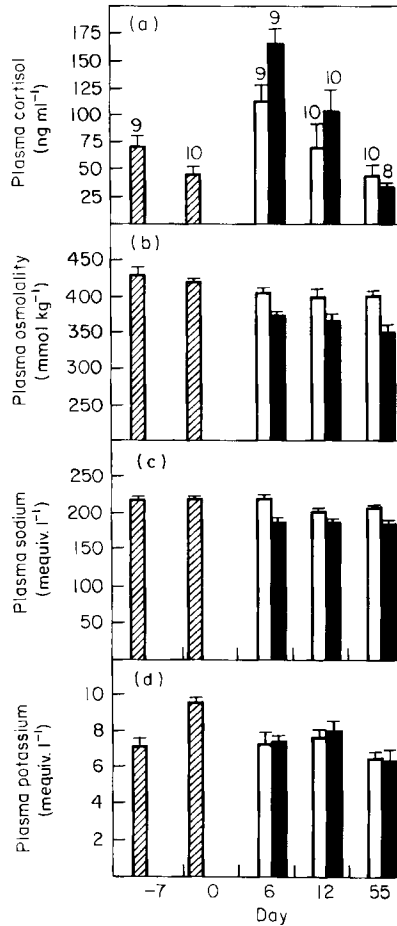 (a)
Plasma cortisol
(ng ml⁻¹)
175
150
125
100
75
50
25
9
10
9
9
10
10
10
8
(b)
Plasma osmolality
(mmol kg⁻¹)
450
400
350
300
250
(c)
Plasma sodium
(mequiv. l⁻¹)
250
200
150
100
50
(d)
Plasma potassium
(mequiv. l⁻¹)
10
8
6
4
2
−7 0 6 12 55
Day